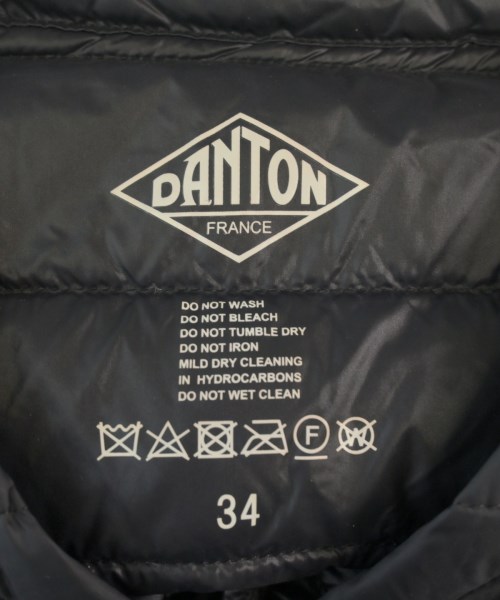 DANTON
FRANCE
DO NOT WASH
DO NOT BLEACH
DO NOT TUMBLE DRY
DO NOT IRON
MILD DRY CLEANING
IN HYDROCARBONS
DO NOT WET CLEAN
F W
34